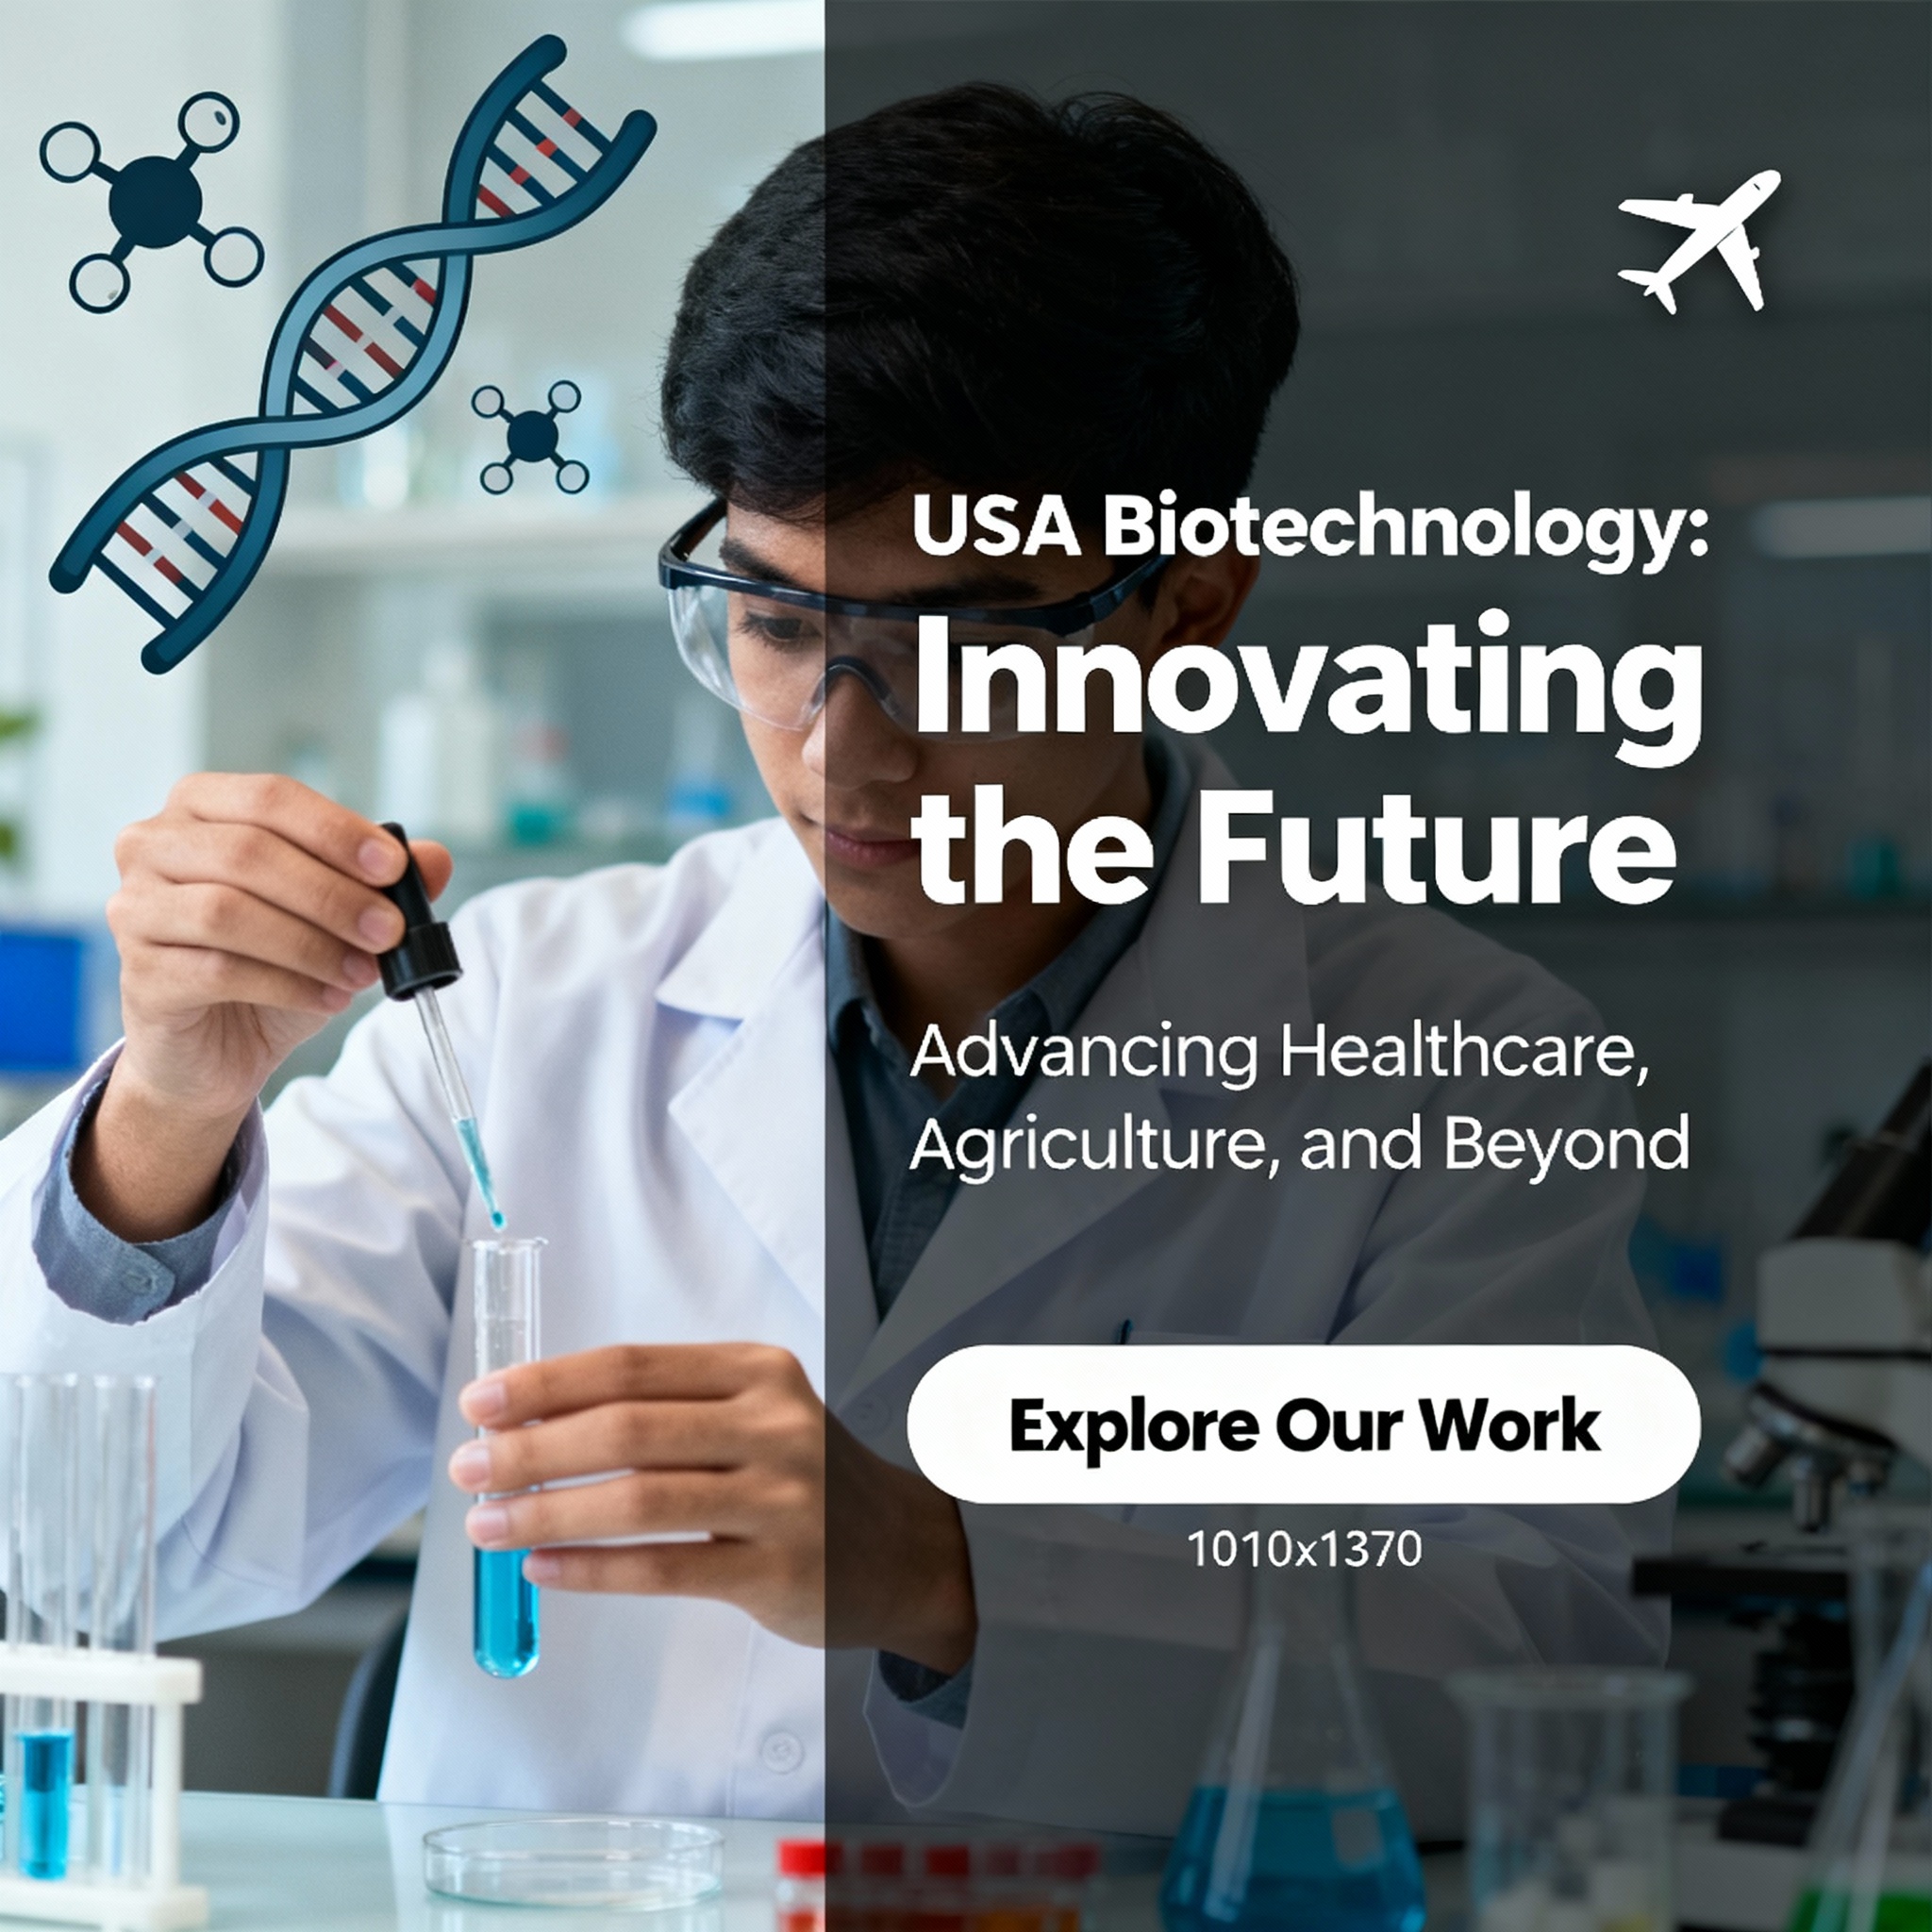 USA Biotechnology:
Innovating
the Future
Advancing Healthcare,
Agriculture, and Beyond
Explore Our Work
1010x1370